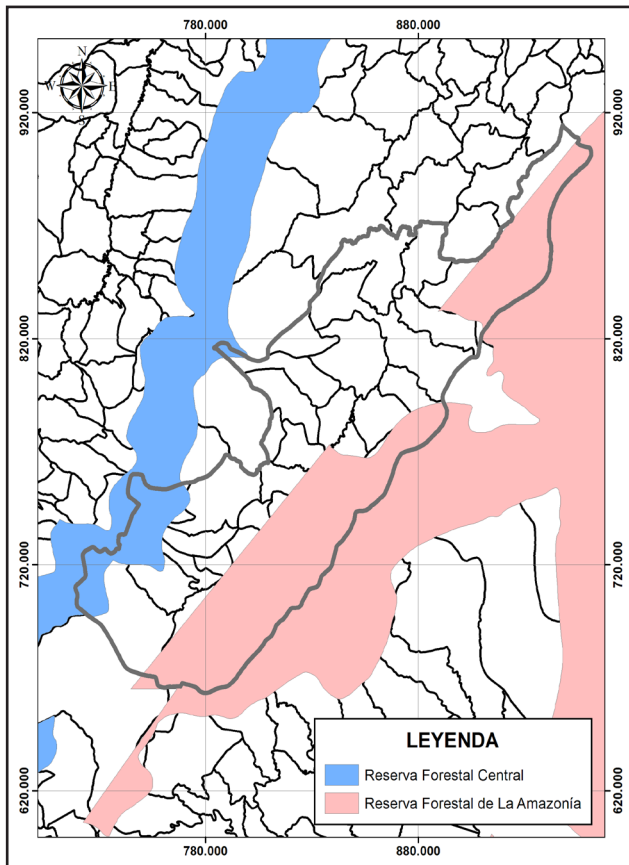 780.000
880.000
N
W
E
S
920.000
920.000
820.000
820.000
720.000
720.000
620.000
620.000
LEYENDA
Reserva Forestal Central
Reserva Forestal de La Amazonía
780.000
880.000